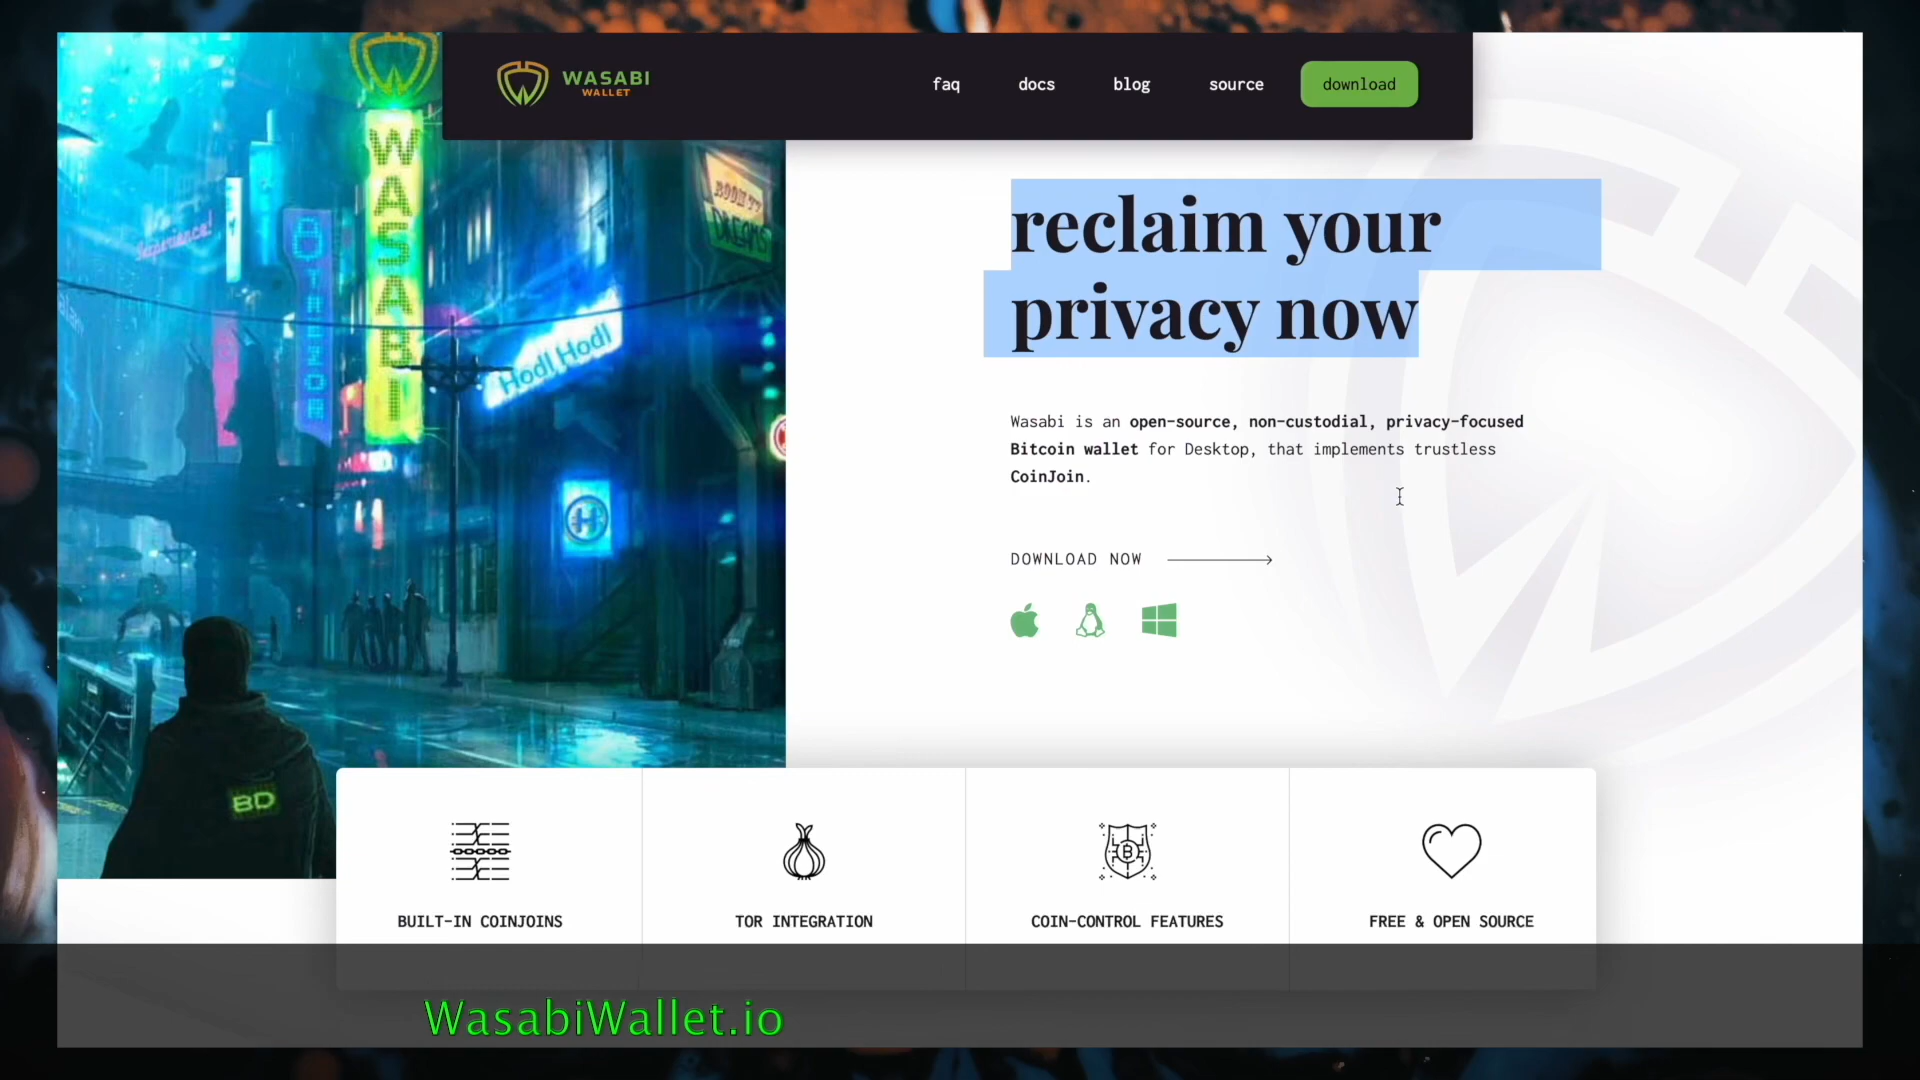 WASABI
WALLET
faq
docs
blog
source
download
WASABI
Experience!
TREZOR
Hodl Hodl
H
BD
reclaim your
privacy now
Wasabi is an open-source, non-custodial, privacy-focused
Bitcoin wallet for Desktop, that implements trustless
CoinJoin.
DOWNLOAD NOW
BUILT-IN COINJOINS
TOR INTEGRATION
COIN-CONTROL FEATURES
FREE & OPEN SOURCE
WasabiWallet.io